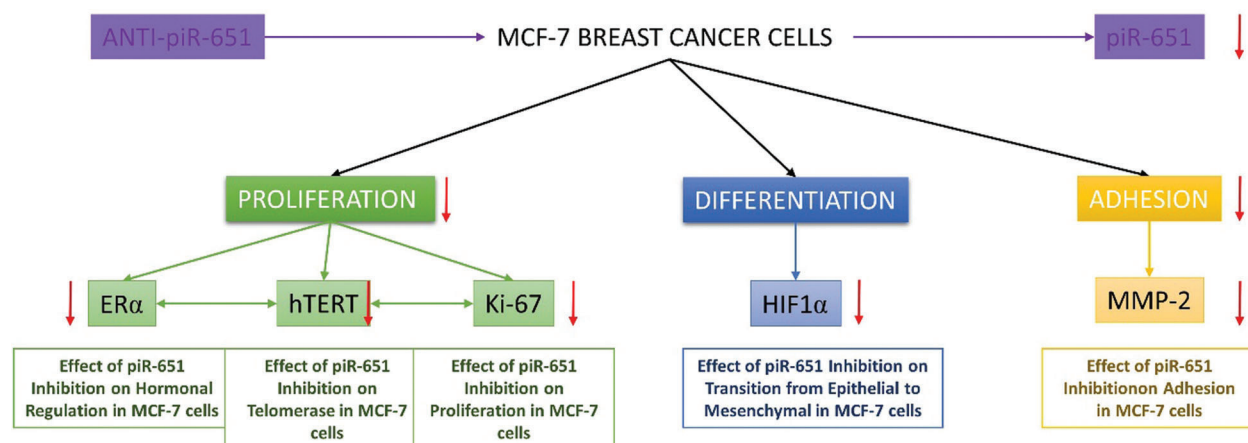 ANTI-piR-651
MCF-7 BREAST CANCER CELLS
piR-651
PROLIFERATION
DIFFERENTIATION
ADHESION
ERα
hTERT
Ki-67
HIF1α
MMP-2
Effect of piR-651
Inhibition on Hormonal
Regulation in MCF-7 cells
Effect of piR-651
Inhibition on
Telomerase in MCF-7
cells
Effect of piR-651
Inhibition on
Proliferation in MCF-7
cells
Effect of piR-651 Inhibition on
Transition from Epithelial to
Mesenchymal in MCF-7 cells
Effect of piR-651
Inhibitionon Adhesion
in MCF-7 cells